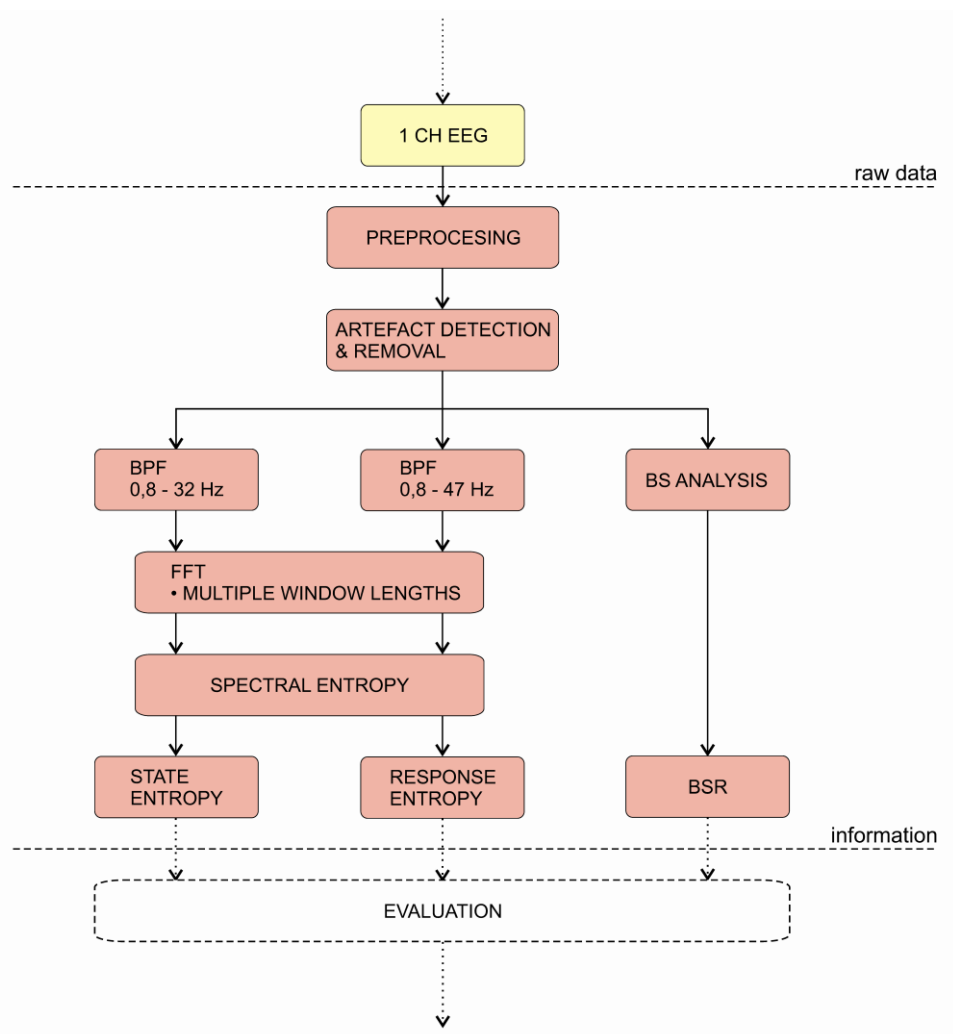 1 CH EEG
raw data
PREPROCESING
ARTEFACT DETECTION
& REMOVAL
BPF
0,8 - 32 Hz
BPF
0,8 - 47 Hz
BS ANALYSIS
FFT
• MULTIPLE WINDOW LENGTHS
SPECTRAL ENTROPY
STATE
ENTROPY
RESPONSE
ENTROPY
BSR
information
EVALUATION